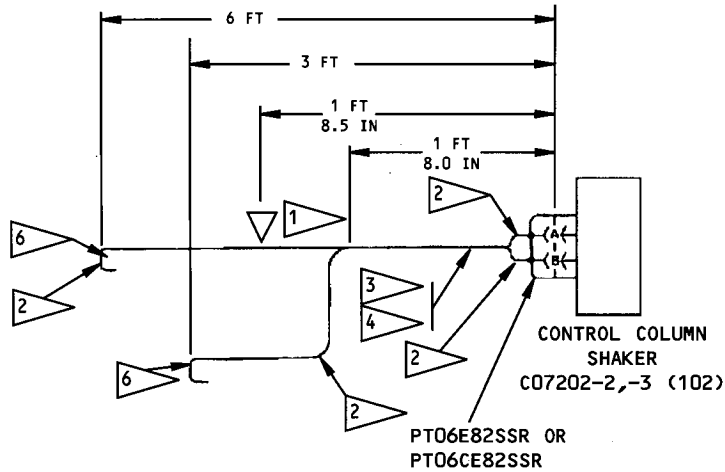 6 FT
3 FT
1 FT
8.5 IN
1 FT
8.0 IN
2
1
6
A
B
2
3
4
2
6
2
CONTROL COLUMN
SHAKER
C07202-2,-3 (102)
PT06E82SSR OR
PT06CE82SSR